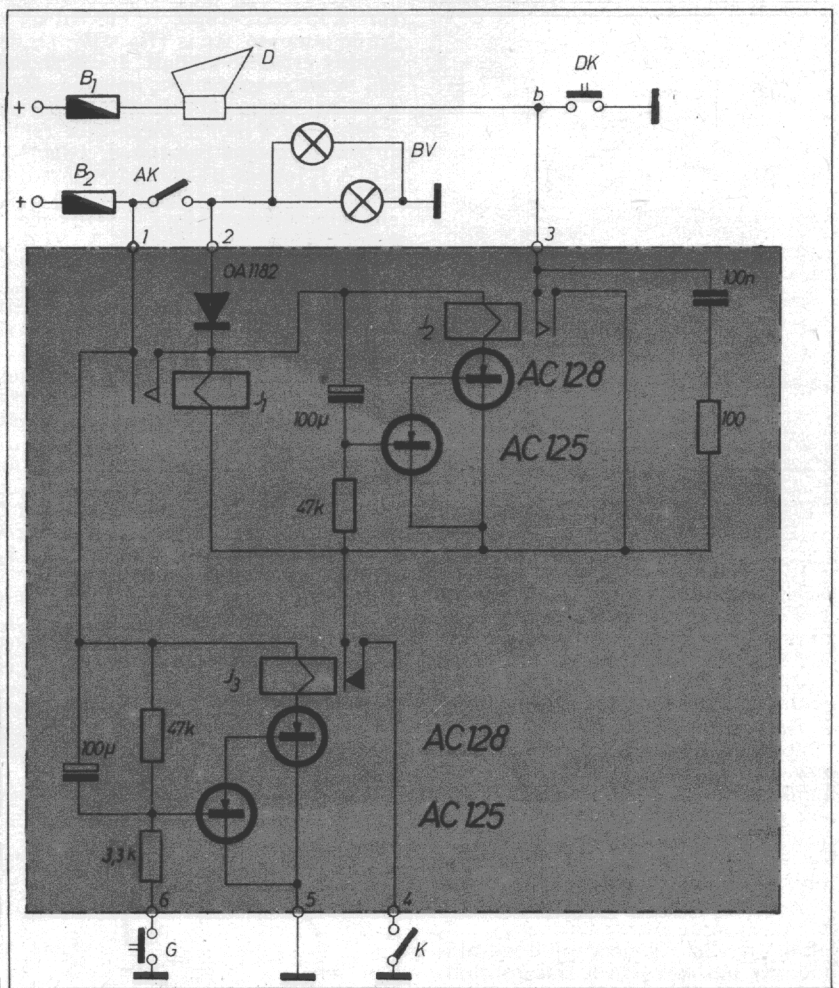 D
B1
DK
+
b
BV
B2
AK
+
1
2
3
OA1182
100n
J2
AC128
J1
100µ
AC125
100
47k
J3
47k
AC128
100µ
AC125
3,3k
6
5
4
G
K